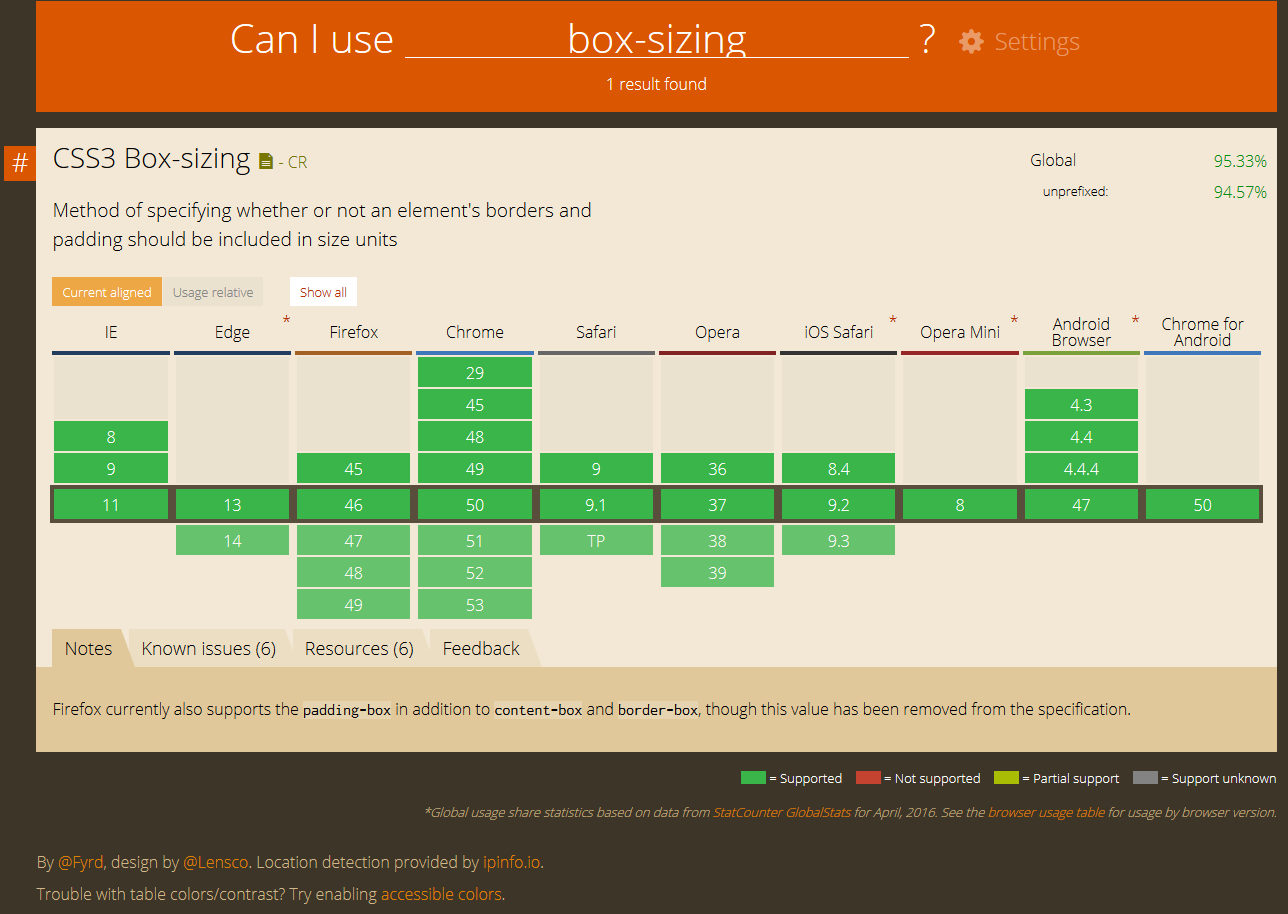 Can I use box-sizing ? Settings
1 result found
# CSS3 Box-sizing - CR
Global 95.33%
unprefixed: 94.57%
Method of specifying whether or not an element's borders and
padding should be included in size units
Current aligned Usage relative Show all
IE Edge * Firefox Chrome Safari Opera iOS Safari * Opera Mini * Android Browser * Chrome for Android
29
45 4.3
8 48 4.4
9 45 49 9 36 8.4 4.4.4
11 13 46 50 9.1 37 9.2 8 47 50
14 47 51 TP 38 9.3
48 52 39
49 53
Notes Known issues (6) Resources (6) Feedback
Firefox currently also supports the padding-box in addition to content-box and border-box, though this value has been removed from the specification.
= Supported = Not supported = Partial support = Support unknown
*Global usage share statistics based on data from StatCounter GlobalStats for April, 2016. See the browser usage table for usage by browser version.
By @Fyrd, design by @Lensco. Location detection provided by ipinfo.io.
Trouble with table colors/contrast? Try enabling accessible colors.